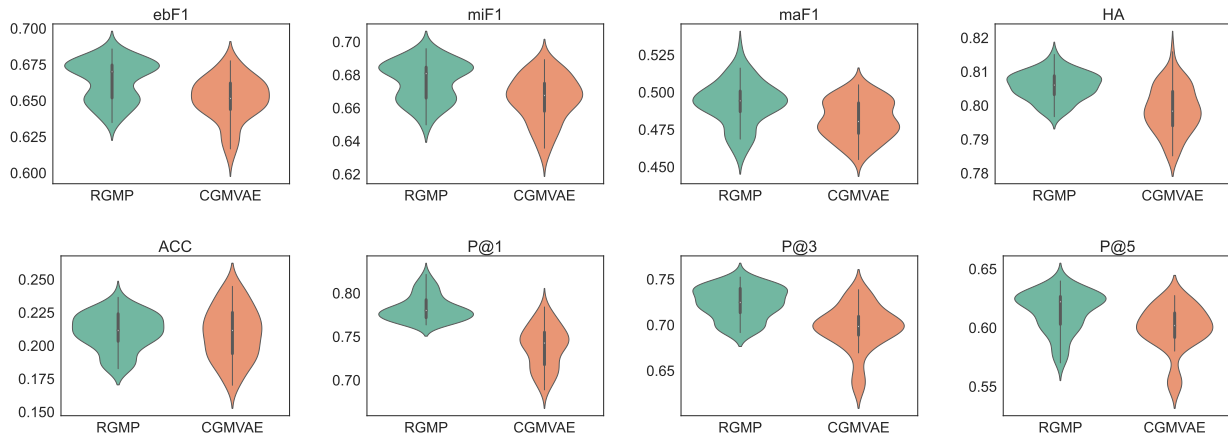 ebF1
0.700
0.675
0.650
0.625
0.600
RGMP CGMVAE
miF1
0.70
0.68
0.66
0.64
0.62
RGMP CGMVAE
maF1
0.525
0.500
0.475
0.450
RGMP CGMVAE
HA
0.82
0.81
0.80
0.79
0.78
RGMP CGMVAE
ACC
0.250
0.225
0.200
0.175
0.150
RGMP CGMVAE
P@1
0.80
0.75
0.70
RGMP CGMVAE
P@3
0.75
0.70
0.65
RGMP CGMVAE
P@5
0.65
0.60
0.55
RGMP CGMVAE